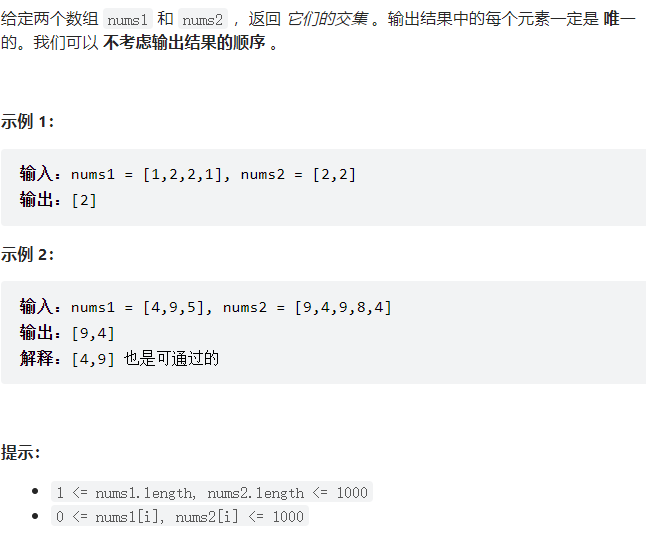 给定两个数组 nums1 和 nums2 ，返回 它们的交集 。输出结果中的每个元素一定是 唯一
的。我们可以 不考虑输出结果的顺序 。
示例 1：
输入：nums1 = [1,2,2,1], nums2 = [2,2]
输出：[2]
示例 2：
输入：nums1 = [4,9,5], nums2 = [9,4,9,8,4]
输出：[9,4]
解释：[4,9] 也是可通过的
提示：
• 1 <= nums1.length, nums2.length <= 1000
• 0 <= nums1[i], nums2[i] <= 1000